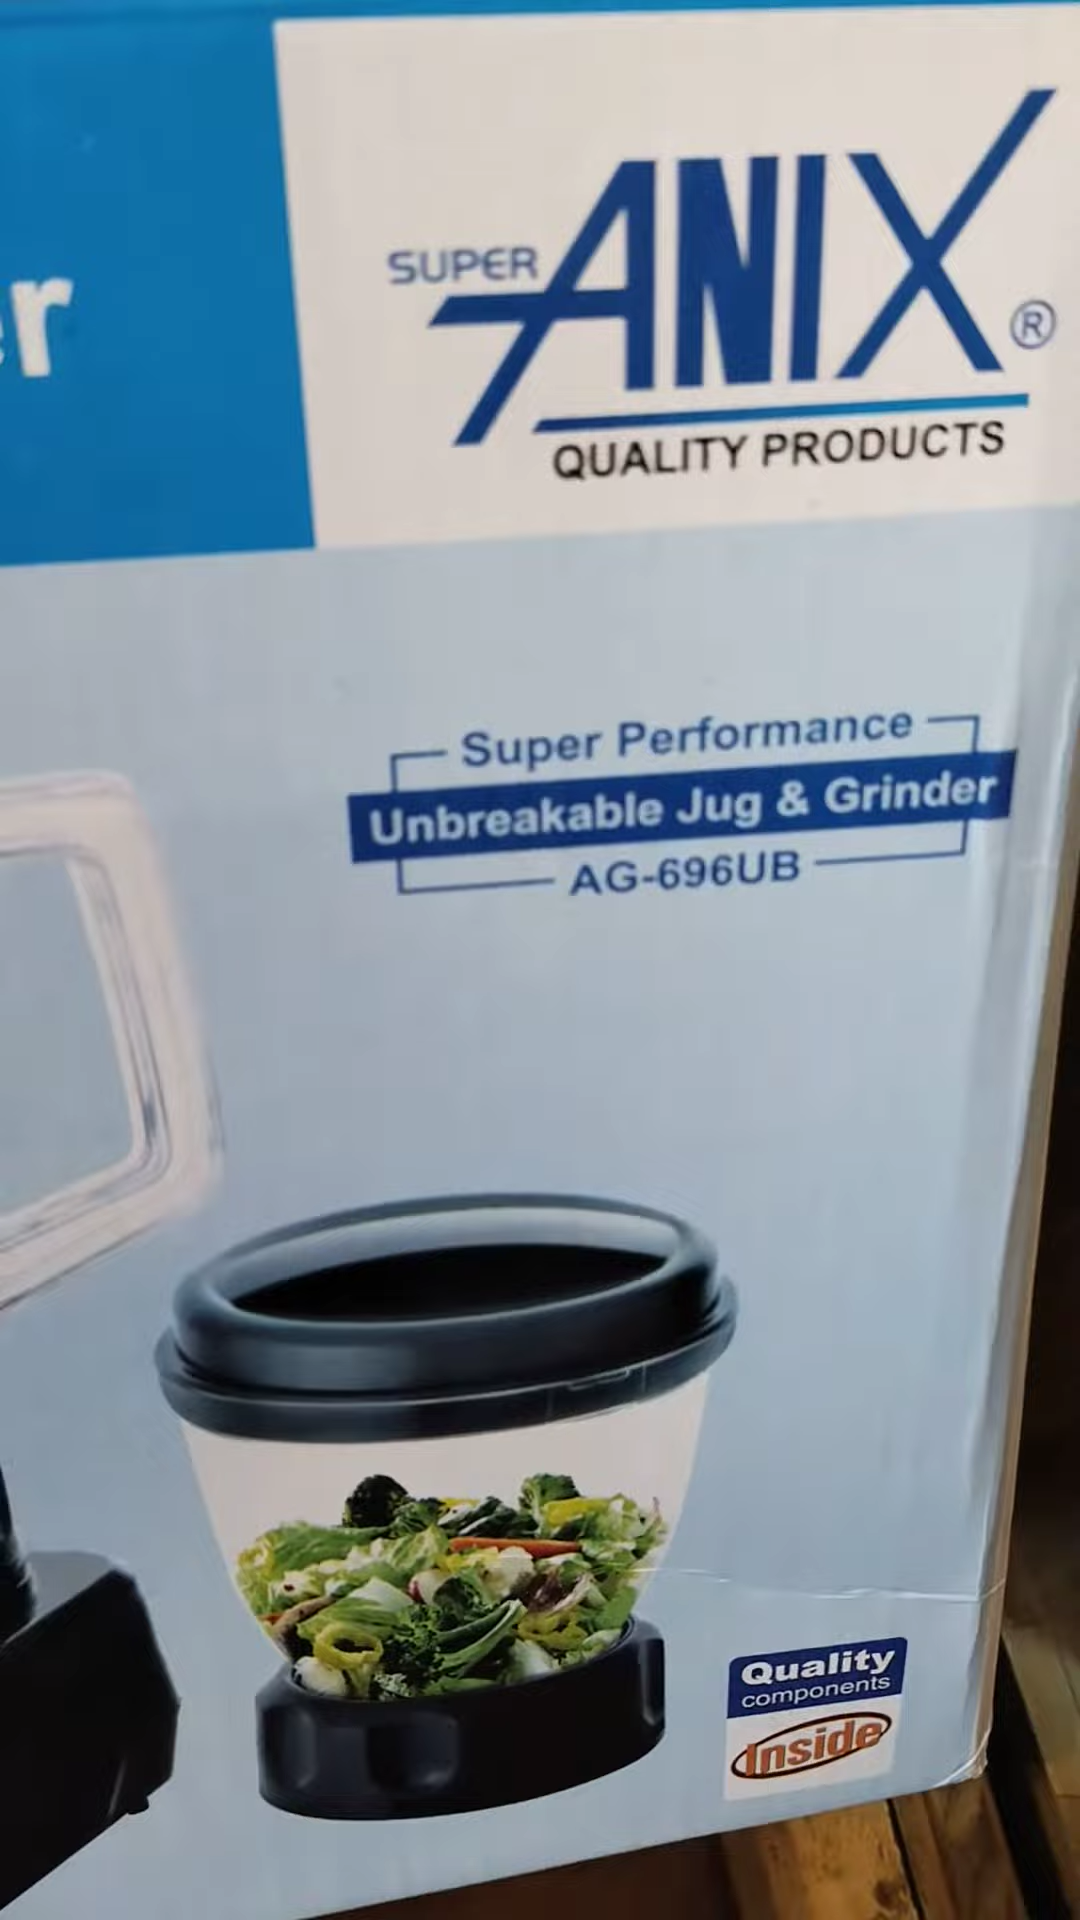 er
SUPER
ANIX ®
QUALITY PRODUCTS
Super Performance
Unbreakable Jug & Grinder
AG-696UB
Quality
components
Inside